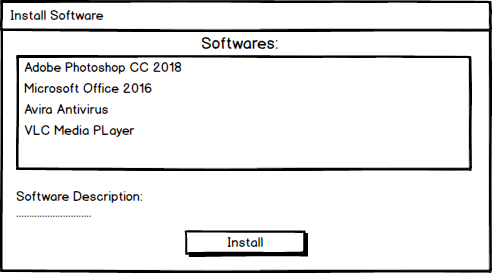 Install Software
Softwares:
Adobe Photoshop CC 2018
Microsoft Office 2016
Avira Antivirus
VLC Media PLayer
Software Description:
.............................
Install